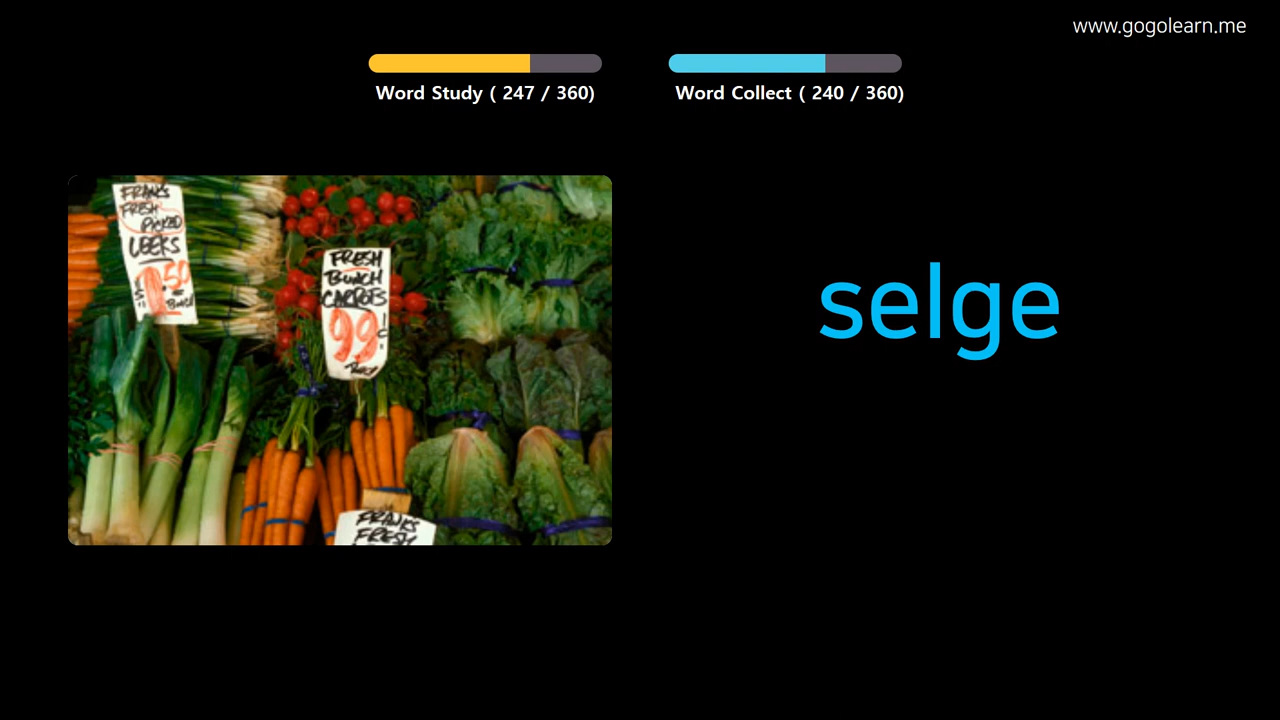 www.gogolearn.me
Word Study ( 247 / 360)
Word Collect ( 240 / 360)
FRANK'S
FRESH
PICKED
LEEKS
FRESH
BUNCH
CARROTS
99
selge
FRANK'S
FRESH